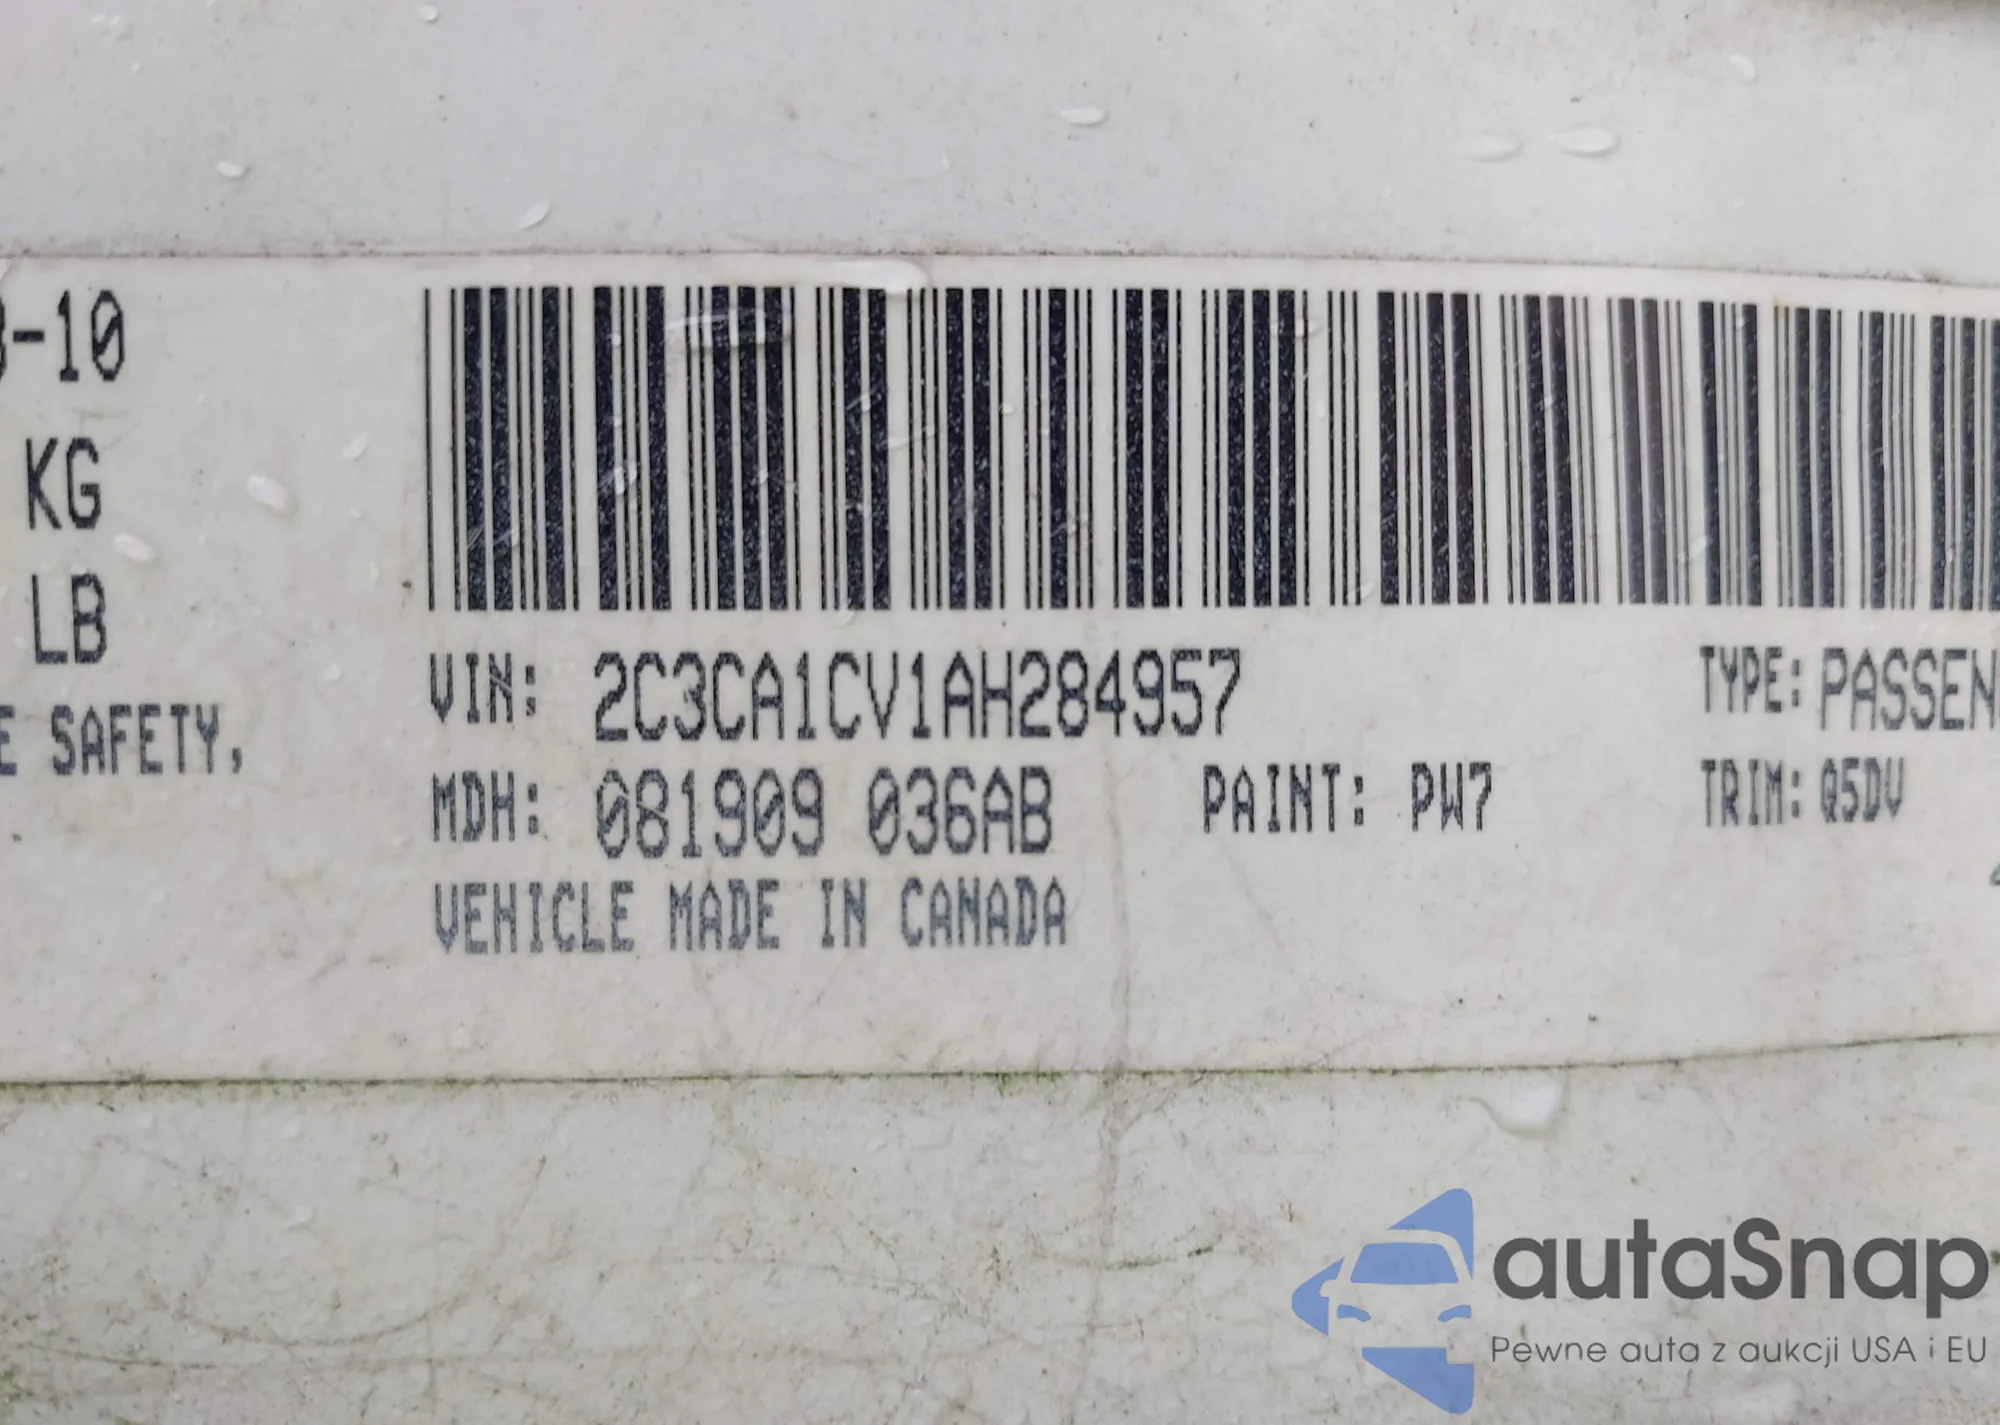 -10
KG
LB
E SAFETY,
VIN: 2C3CA1CV1AH284957
TYPE: PASSEN
MDH: 081909 036AB
PAINT: PW7
TRIM: Q5DV
VEHICLE MADE IN CANADA
autaSnap
Pewne auta z aukcji USA i EU